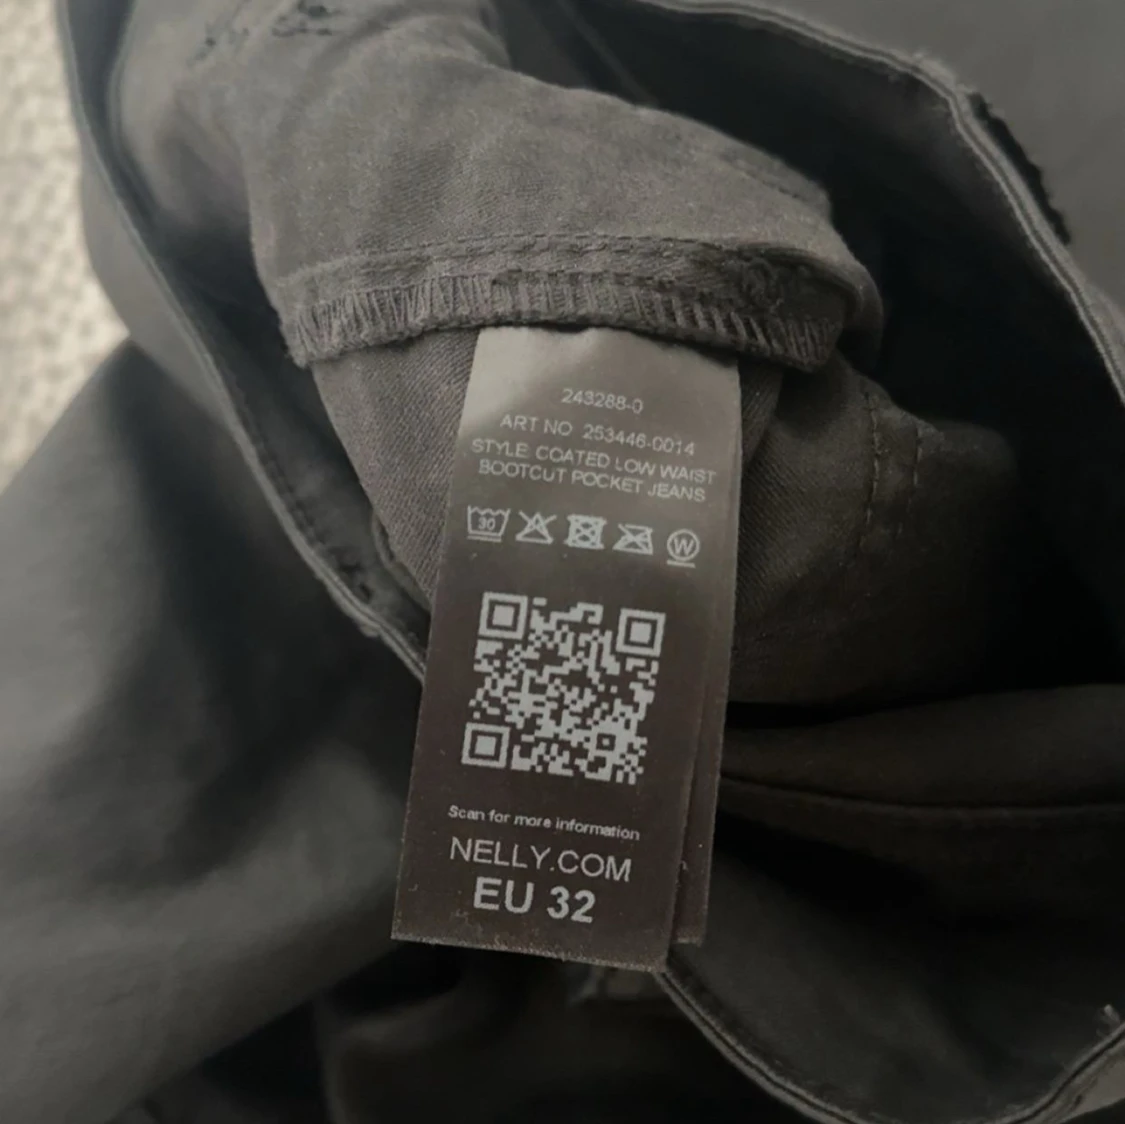 243288-0
ART NO 253446-0014
STYLE COATED LOW WAIST
BOOTCUT POCKET JEANS
30
W
Scan for more information
NELLY.COM
EU 32